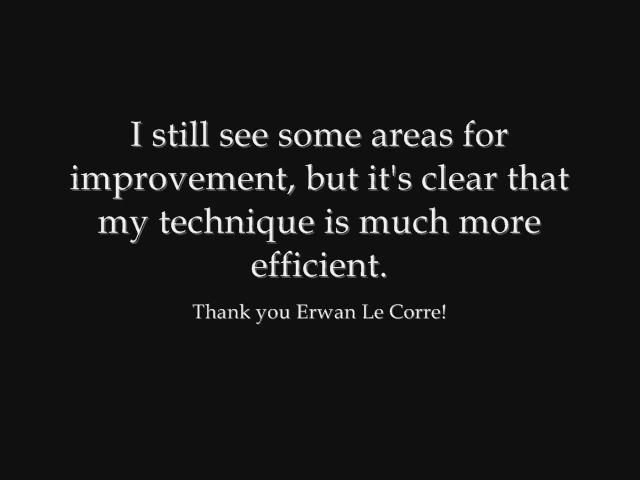 I still see some areas for
improvement, but it's clear that
my technique is much more
efficient.
Thank you Erwan Le Corre!